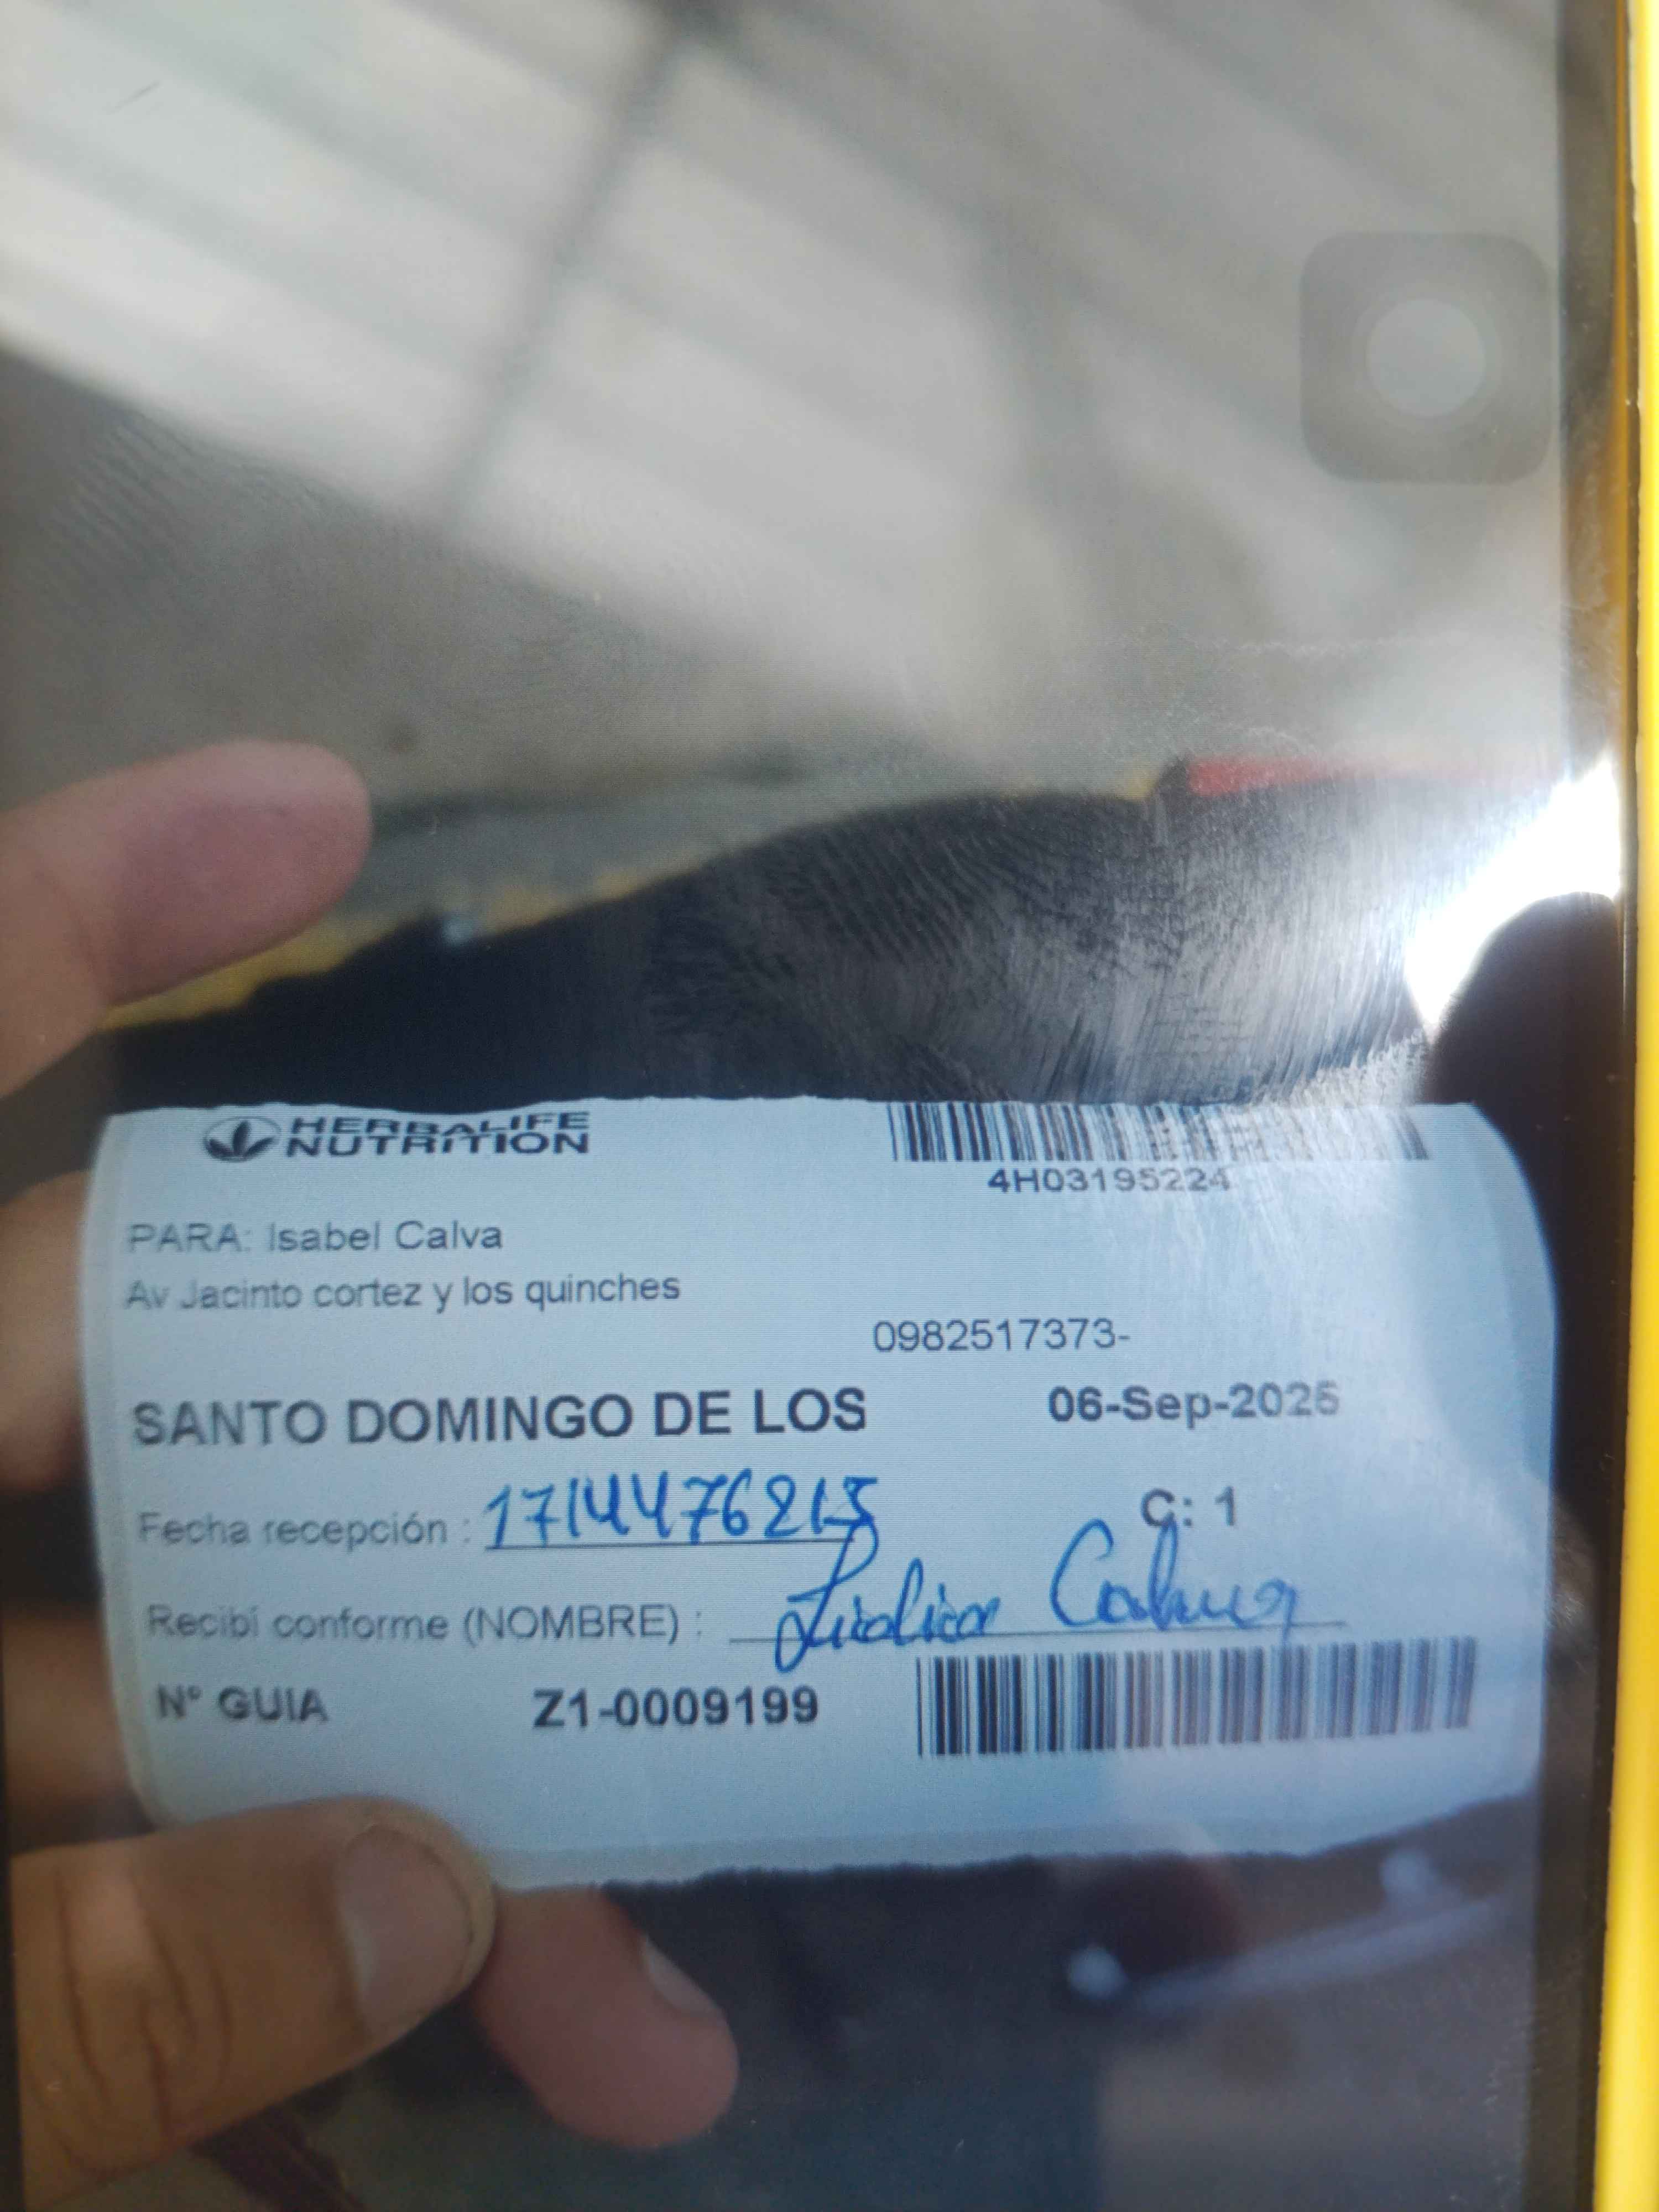 HERBALIFE
NUTRITION
4H03195224
PARA: Isabel Calva
Av Jacinto cortez y los quinches
0982517373-
SANTO DOMINGO DE LOS
06-Sep-2025
Fecha recepción : 1714476215
C: 1
Recibí conforme (NOMBRE) :
N° GUIA
Z1-0009199